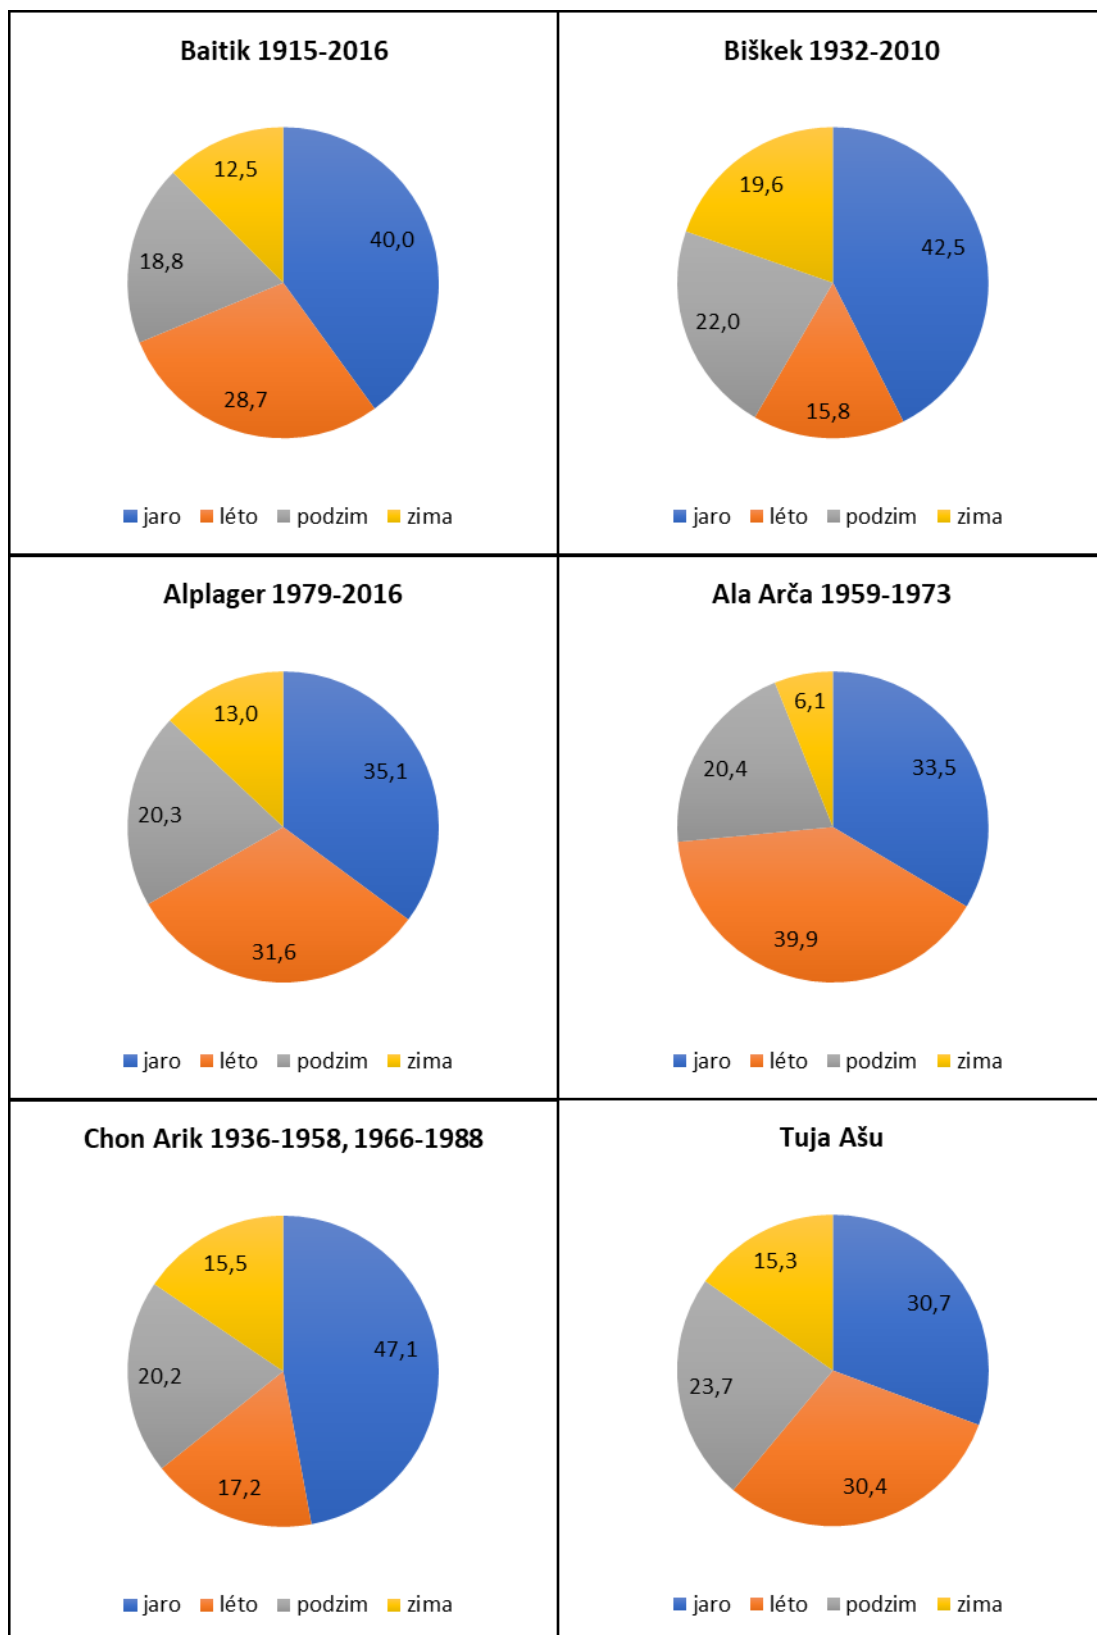 Baitik 1915-2016
12,5
40,0
18,8
28,7
jaro léto podzim zima
Biškek 1932-2010
19,6
42,5
22,0
15,8
jaro léto podzim zima
Alplager 1979-2016
13,0
35,1
20,3
31,6
jaro léto podzim zima
Ala Arča 1959-1973
6,1
33,5
20,4
39,9
jaro léto podzim zima
Chon Arik 1936-1958, 1966-1988
15,5
47,1
20,2
17,2
jaro léto podzim zima
Tuja Ašu
15,3
30,7
23,7
30,4
jaro léto podzim zima